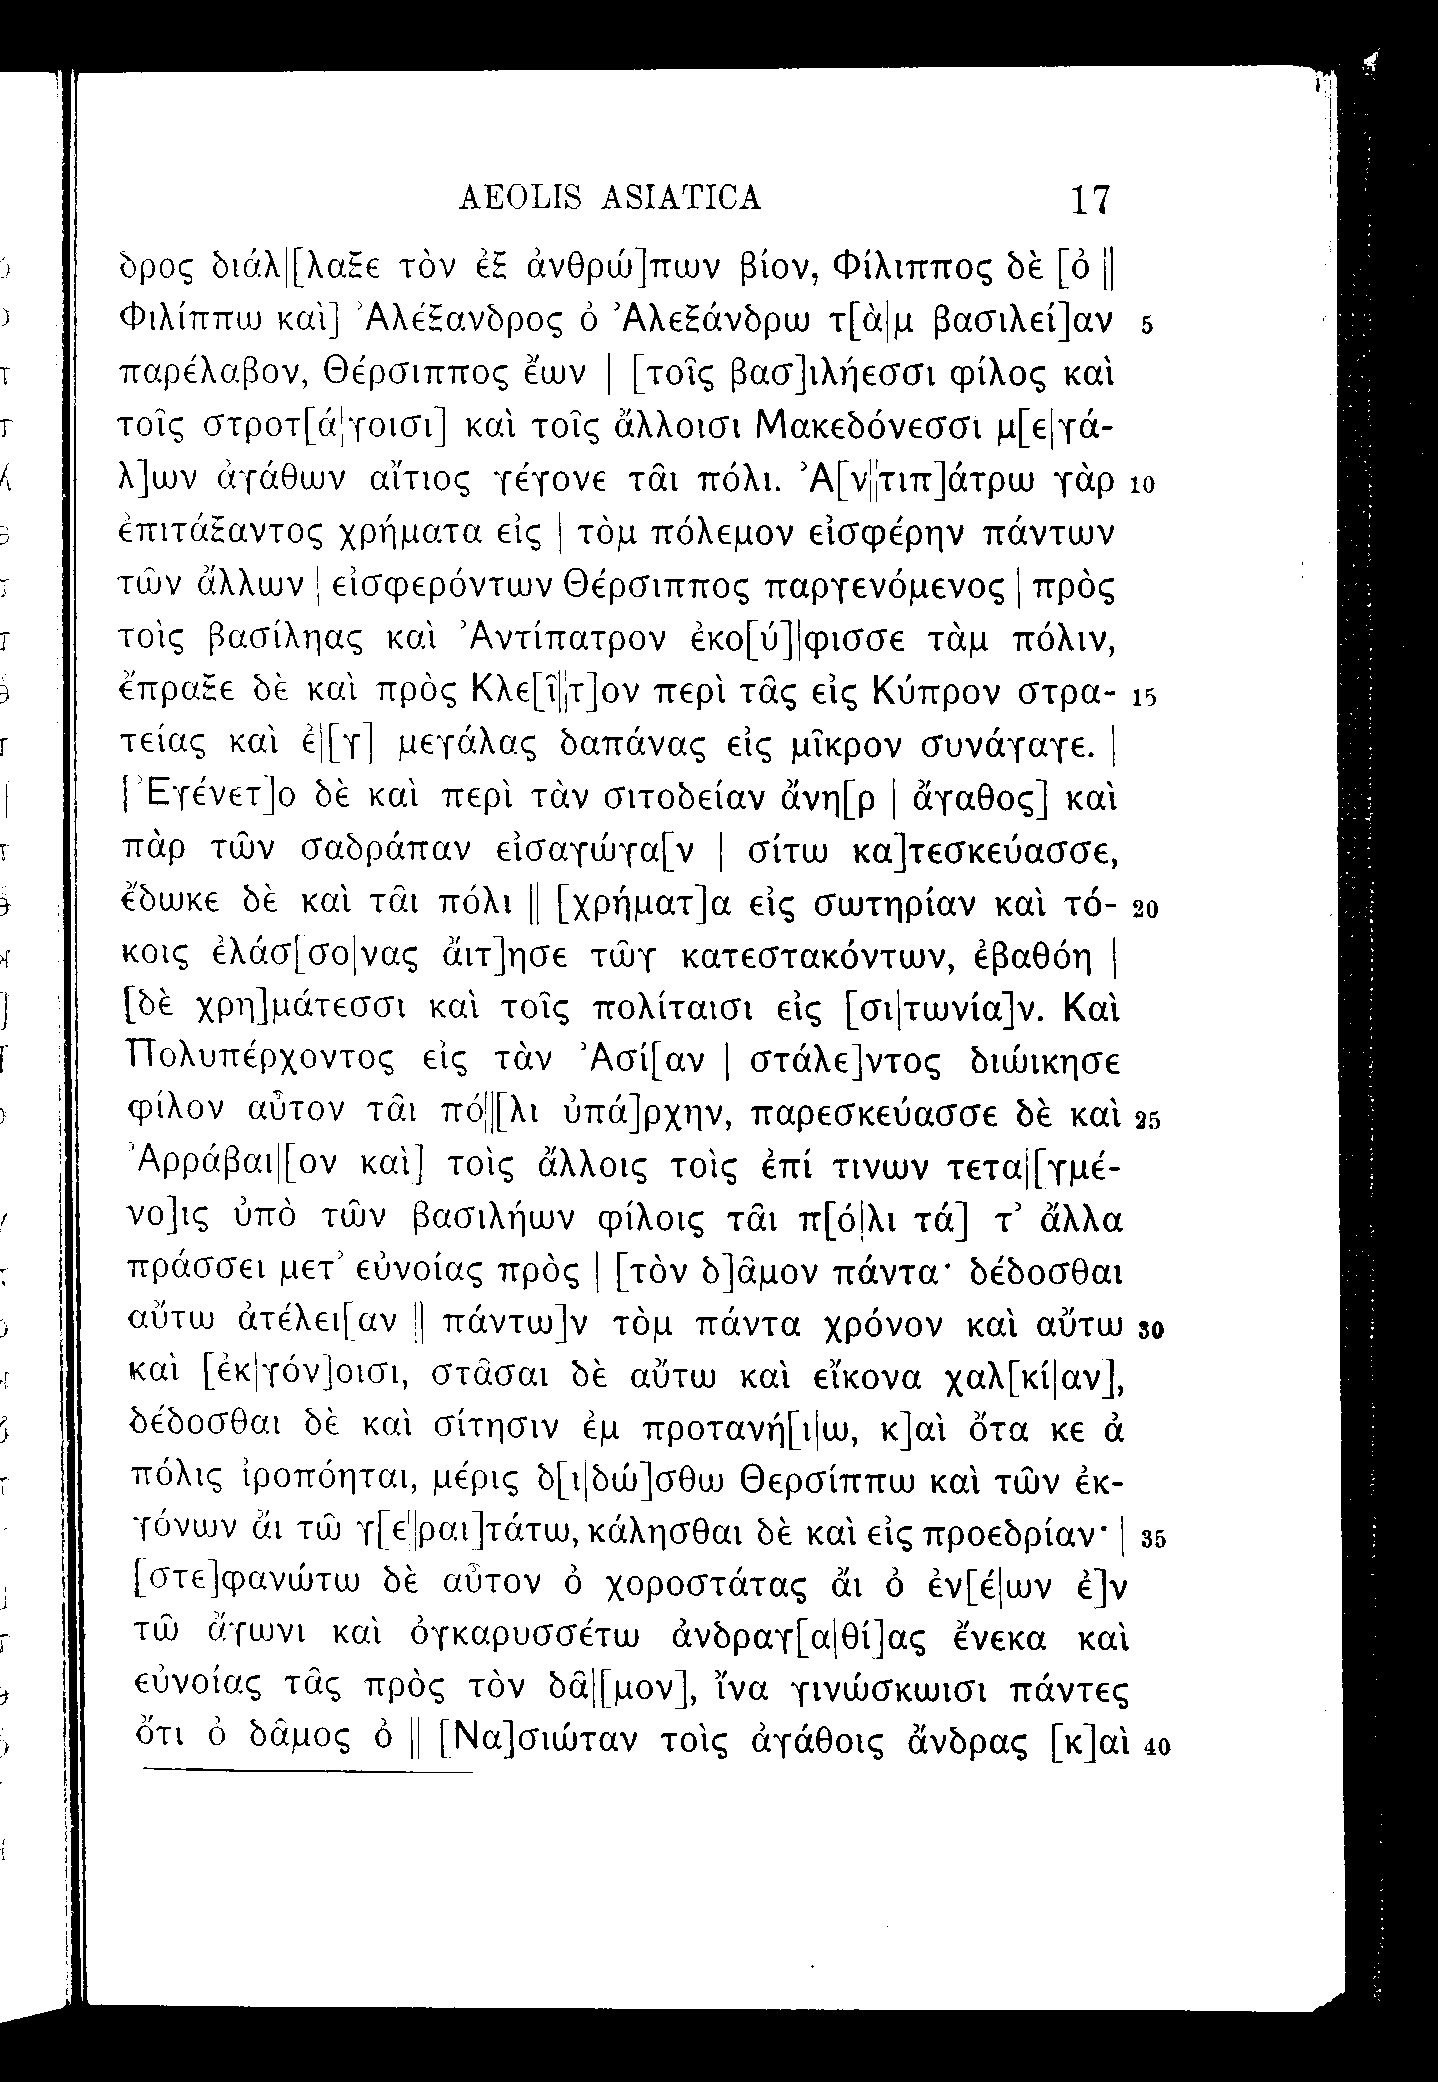 AEOLIS ASIATICA 17
δρος διάλ|[λαξε τὸν ἐξ ἀνθρώ]πων βίον, Φίλιππος δὲ [ὀ ||
Φιλίππω καὶ] Ἀλέξανδρος ὀ Ἀλεξάνδρω τ[ὰ|μ βασιλεί]αν 5
παρέλαβον, Θέρσιππος ἔων | [τοῖς βασ]ιλήεσσι φίλος καὶ
τοῖς στροτ[ά|γοισι] καὶ τοῖς ἄλλοισι Μακεδόνεσσι μ[ε|γά-
λ]ων ἀγάθων αἴτιος γέγονε τᾶι πόλι. Ἀ[ν||τιπ]άτρω γὰρ 10
ἐπιτάξαντος χρήματα εἰς | τὸμ πόλεμον εἰσφέρην πάντων
τῶν ἄλλων | εἰσφερόντων Θέρσιππος παργενόμενος | πρὸς
τοὶς βασίληας καὶ Ἀντίπατρον ἐκο[ύ]|φισσε τὰμ πόλιν,
ἔπραξε δὲ καὶ πρὸς Κλε[ῖ||τ]ον περὶ τᾶς εἰς Κύπρον στρα- 15
τείας καὶ ἐ|[γ] μεγάλας δαπάνας εἰς μῖκρον συνάγαγε. |
[Ἐγένετ]ο δὲ καὶ περὶ τὰν σιτοδείαν ἄνη[ρ | ἄγαθος] καὶ
πὰρ τῶν σαδράπαν εἰσαγώγα[ν | σίτω κα]τεσκεύασσε,
ἔδωκε δὲ καὶ τᾶι πόλι || [χρήματ]α εἰς σωτηρίαν καὶ τό- 20
κοις ἐλάσ[σο|νας ἄιτ]ησε τῶγ κατεστακόντων, ἐβαθόη |
[δὲ χρη]μάτεσσι καὶ τοῖς πολίταισι εἰς [σι|τωνία]ν. Καὶ
Πολυπέρχοντος εἰς τὰν Ἀσί[αν | στάλε]ντος διώικησε
φίλον αὖτον τᾶι πό||[λι ὐπά]ρχην, παρεσκεύασσε δὲ καὶ 25
Ἀρράβαι|[ον καὶ] τοὶς ἄλλοις τοὶς ἐπί τινων τετα|[γμέ-
νο]ις ὐπὸ τῶν βασιλήων φίλοις τᾶι π[ό|λι τά] τ’ ἄλλα
πράσσει μετ’ εὐνοίας πρὸς | [τὸν δ]ᾶμον πάντα· δέδοσθαι
αὔτω ἀτέλει[αν || πάντω]ν τὸμ πάντα χρόνον καὶ αὔτω 30
καὶ [ἐκ|γόν]οισι, στᾶσαι δὲ αὔτω καὶ εἴκονα χαλ[κί|αν],
δέδοσθαι δὲ καὶ σίτησιν ἐμ προτανή[ι|ω, κ]αὶ ὄτα κε ἀ
πόλις ἰροπόηται, μέρις δ[ι|δώ]σθω Θερσίππω καὶ τῶν ἐκ-
γόνων ἄι τῶ γ[ε|ραι]τάτω, κάλησθαι δὲ καὶ εἰς προεδρίαν· | 35
[στε]φανώτω δὲ αὖτον ὀ χοροστάτας ἄι ὀ ἐν[έ|ων ἐ]ν
τῶ ἄγωνι καὶ ὀγκαρυσσέτω ἀνδραγ[α|θί]ας ἔνεκα καὶ
εὐνοίας τᾶς πρὸς τὸν δᾶ|[μον], ἴνα γινώσκωισι πάντες
ὄτι ὀ δᾶμος ὀ || [Να]σιώταν τοὶς ἀγάθοις ἄνδρας [κ]αὶ 40